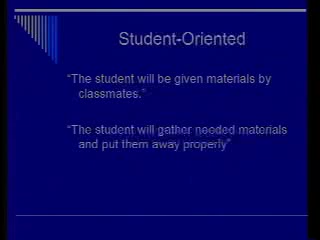 Student-Oriented
“The student will be given materials by
classmates.”
“The student will gather needed materials
and put them away properly”